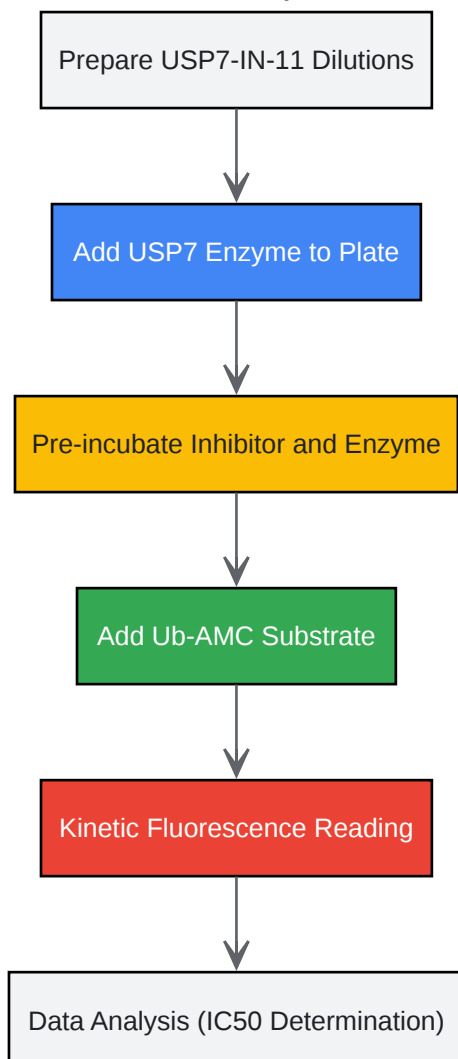 Prepare USP7-IN-11 Dilutions
Add USP7 Enzyme to Plate
Pre-incubate Inhibitor and Enzyme
Add Ub-AMC Substrate
Kinetic Fluorescence Reading
Data Analysis (IC50 Determination)